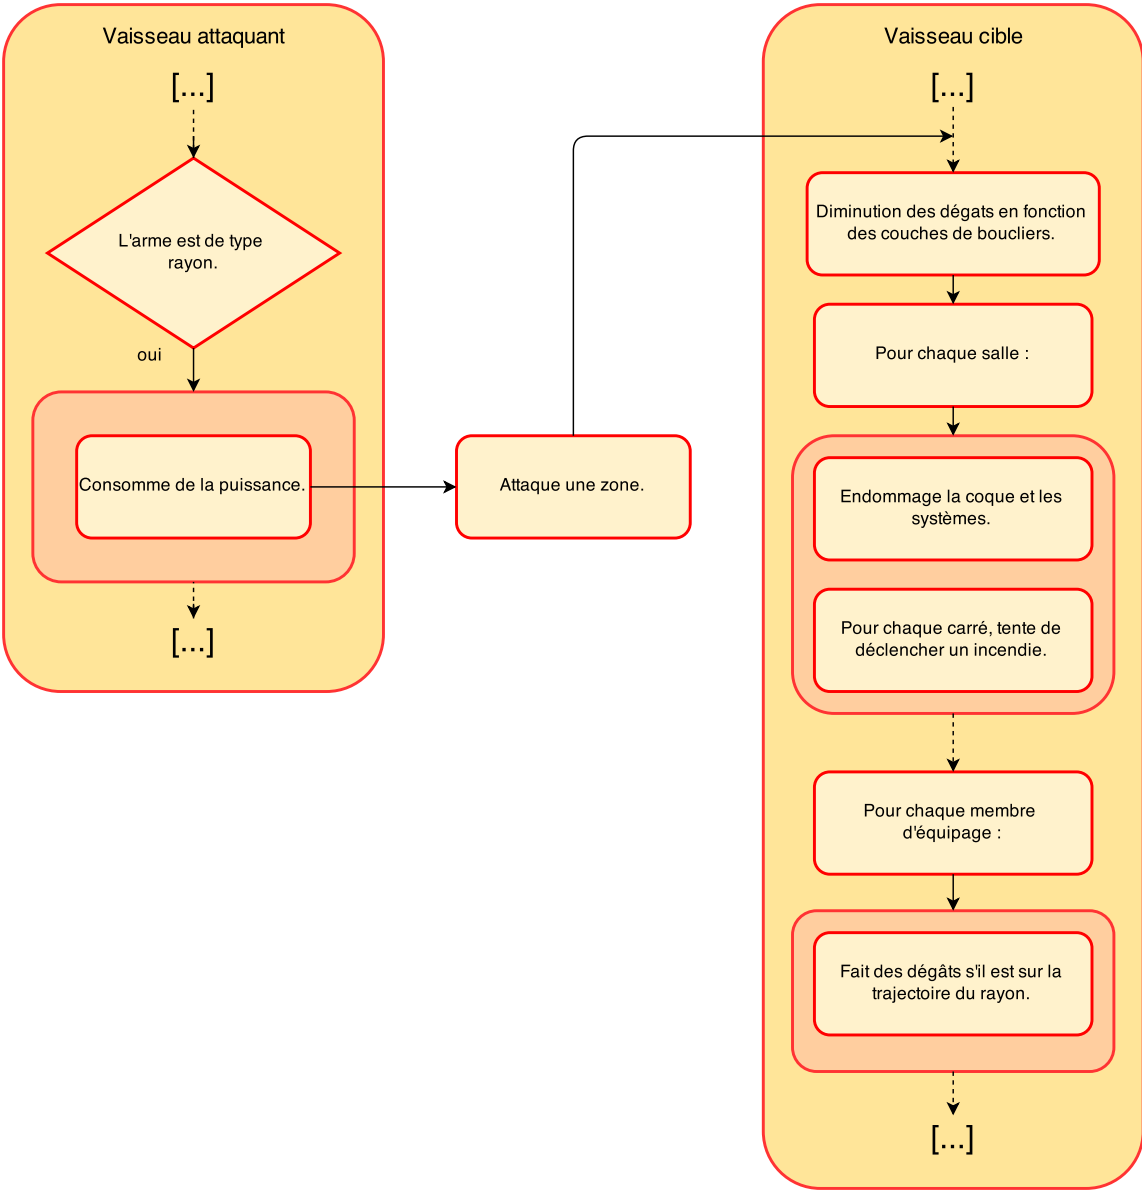 Vaisseau attaquant
[...]
L'arme est de type
rayon.
oui
Consomme de la puissance.
[...]
Attaque une zone.
Vaisseau cible
[...]
Diminution des dégats en fonction
des couches de boucliers.
Pour chaque salle :
Endommage la coque et les
systèmes.
Pour chaque carré, tente de
déclencher un incendie.
Pour chaque membre
d'équipage :
Fait des dégâts s'il est sur la
trajectoire du rayon.
[...]